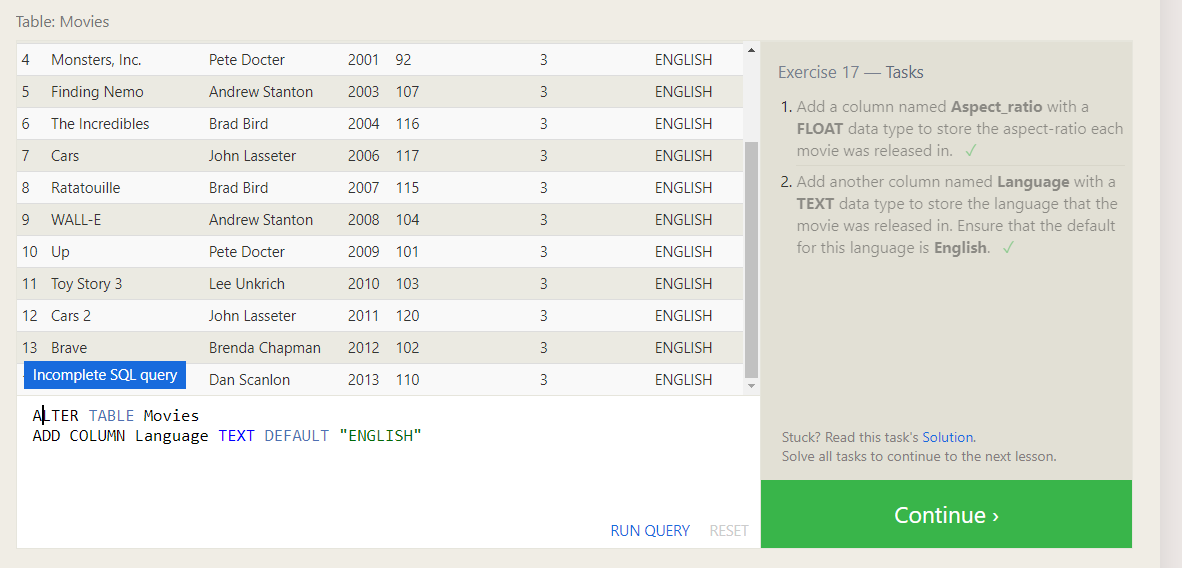 Table: Movies
4 Monsters, Inc. Pete Docter 2001 92 3 ENGLISH
5 Finding Nemo Andrew Stanton 2003 107 3 ENGLISH
6 The Incredibles Brad Bird 2004 116 3 ENGLISH
7 Cars John Lasseter 2006 117 3 ENGLISH
8 Ratatouille Brad Bird 2007 115 3 ENGLISH
9 WALL-E Andrew Stanton 2008 104 3 ENGLISH
10 Up Pete Docter 2009 101 3 ENGLISH
11 Toy Story 3 Lee Unkrich 2010 103 3 ENGLISH
12 Cars 2 John Lasseter 2011 120 3 ENGLISH
13 Brave Brenda Chapman 2012 102 3 ENGLISH
Incomplete SQL query Dan Scanlon 2013 110 3 ENGLISH
ALTER TABLE Movies
ADD COLUMN Language TEXT DEFAULT "ENGLISH"
RUN QUERY RESET
Exercise 17 — Tasks
1. Add a column named Aspect_ratio with a
FLOAT data type to store the aspect-ratio each
movie was released in. ✓
2. Add another column named Language with a
TEXT data type to store the language that the
movie was released in. Ensure that the default
for this language is English. ✓
Stuck? Read this task's Solution.
Solve all tasks to continue to the next lesson.
Continue ›